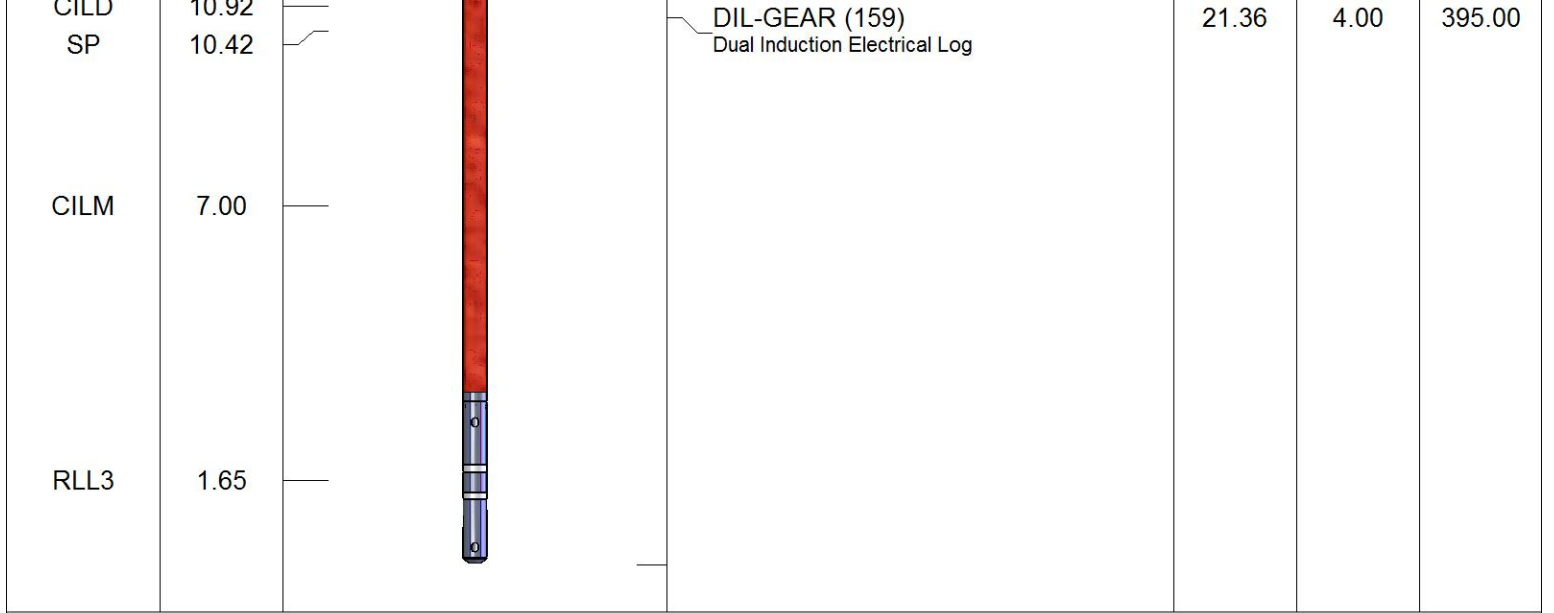 CILD 10.92
DIL-GEAR (159) 21.36 4.00 395.00
SP 10.42
Dual Induction Electrical Log
CILM 7.00
RLL3 1.65